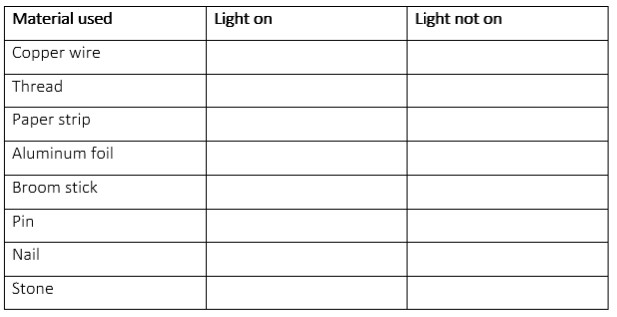 Material used Light on Light not on
Copper wire
Thread
Paper strip
Aluminum foil
Broom stick
Pin
Nail
Stone